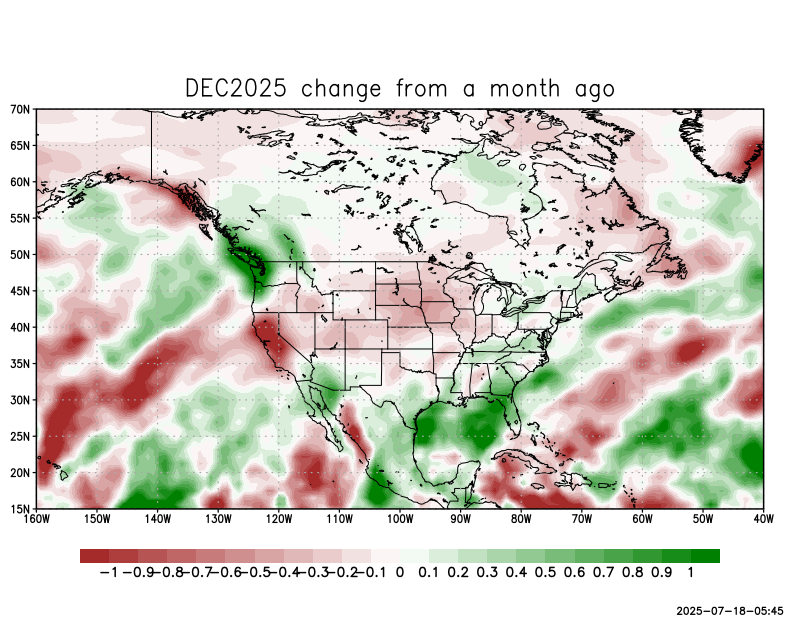 DEC2025 change from a month ago
70N
65N
60N
55N
50N
45N
40N
35N
30N
25N
20N
15N
160W 150W 140W 130W 120W 110W 100W 90W 80W 70W 60W 50W 40W
-1 -0.9 -0.8 -0.7 -0.6 -0.5 -0.4 -0.3 -0.2 -0.1 0 0.1 0.2 0.3 0.4 0.5 0.6 0.7 0.8 0.9 1
2025-07-18-05:45